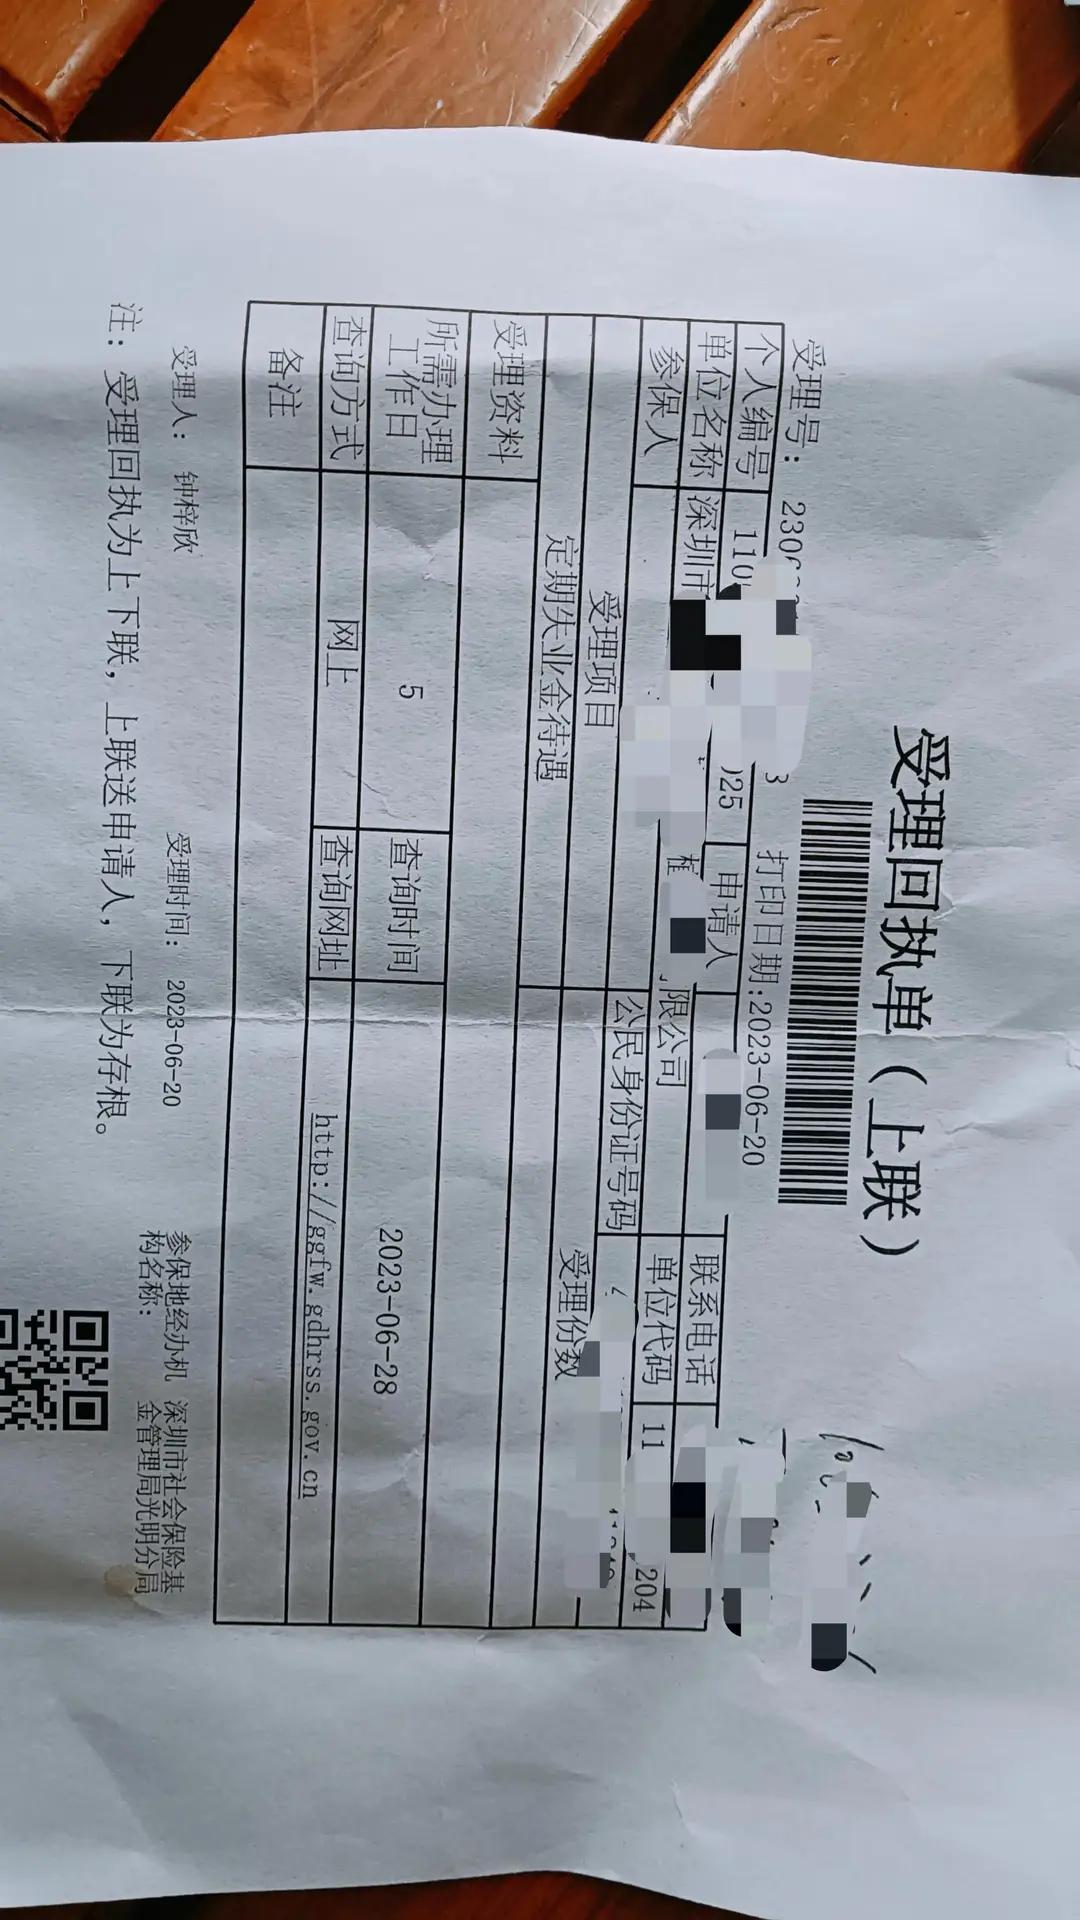 受理回执单(上联)
受理号: 230 3 打印日期:2023-06-20
个人编号 110 25 申请人 联系电话
单位名称 深圳市 限公司 单位代码 11 204
参保人 公民身份证号码
受理项目 受理份数
定期失业金待遇
受理资料
所需办理工作日 5 查询时间 2023-06-28
查询方式 网上 查询网址 http://ggfw.gdhrss.gov.cn
备注
受理人: 钟梓欣 受理时间: 2023-06-20 参保地经办机构名称: 深圳市社会保险基金管理局光明分局
注: 受理回执为上下联, 上联送申请人, 下联为存根。